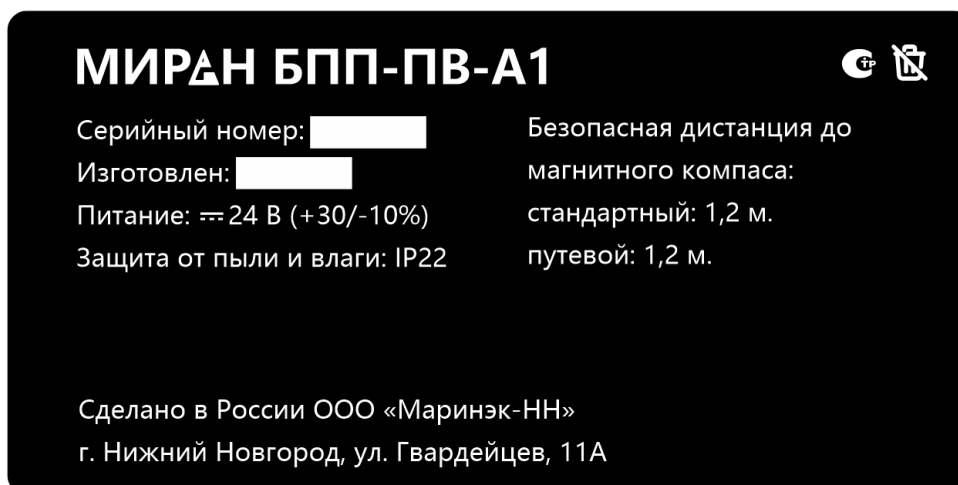 МИРАН БПП-ПВ-А1
Серийный номер:
Изготовлен:
Питание: ⎓ 24 В (+30/-10%)
Защита от пыли и влаги: IP22
Безопасная дистанция до
магнитного компаса:
стандартный: 1,2 м.
путевой: 1,2 м.
Сделано в России ООО «Маринэк-НН»
г. Нижний Новгород, ул. Гвардейцев, 11А